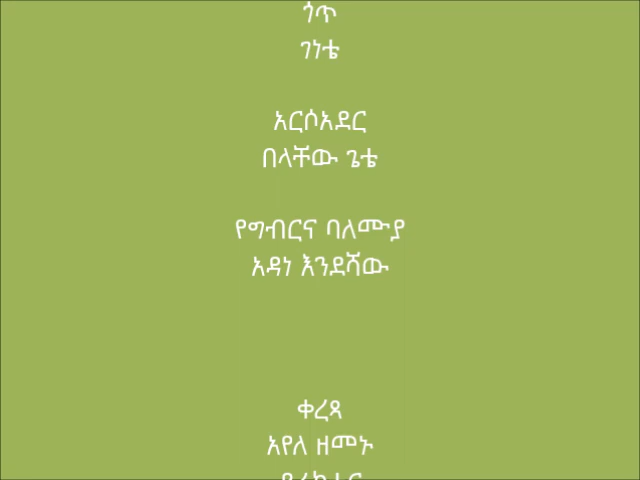 ጎጥ
ገነቴ
አርሶአደር
በላቸው ጌቴ
የግብርና ባለሙያ
አዳነ እንደሻው
ቀረጻ
አየለ ዘመኑ